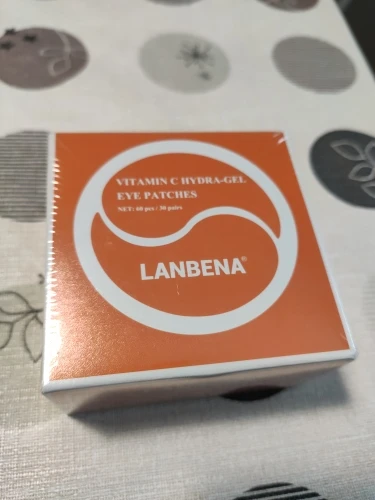 VITAMIN C HYDRA-GEL
EYE PATCHES
NET: 60 pcs / 30 pairs
LANBENA®